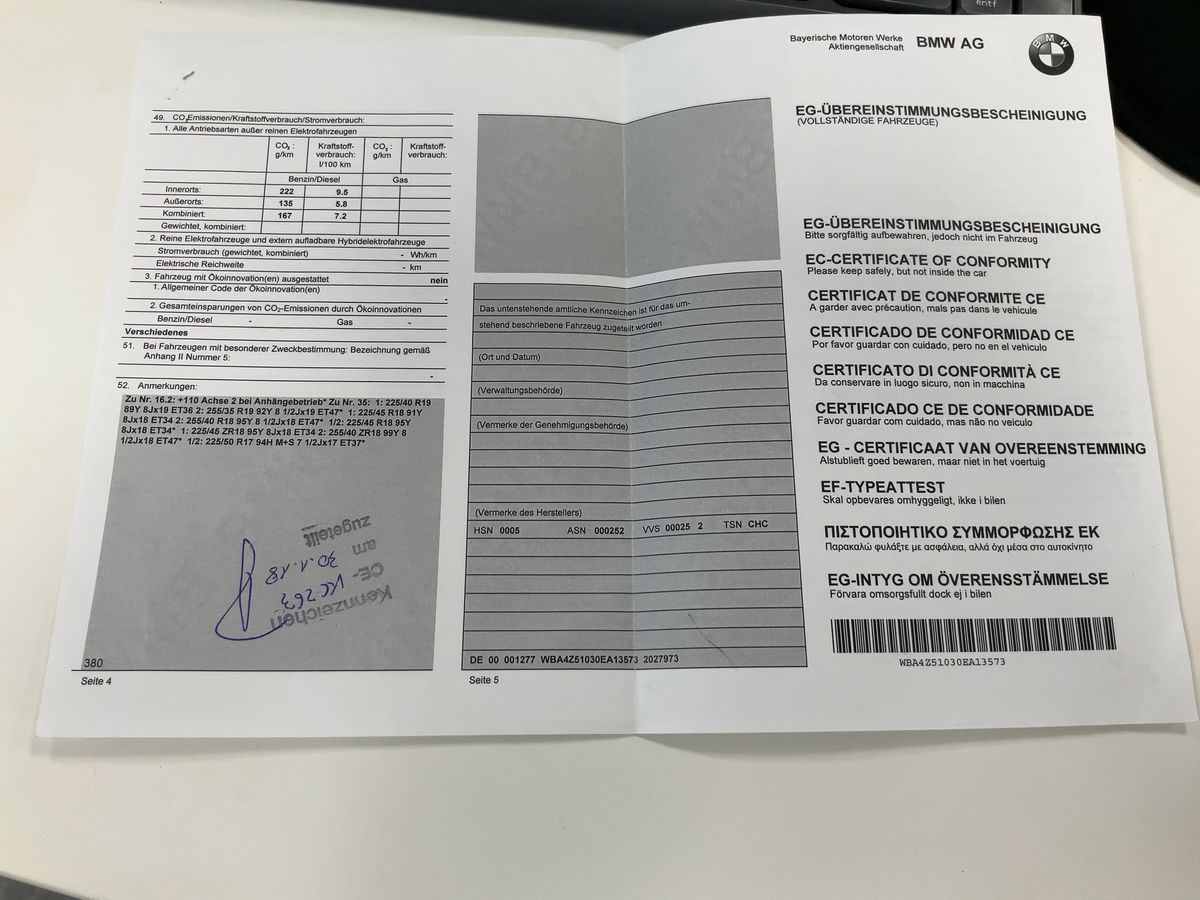 entf
49. CO₂Emissionen/Kraftstoffverbrauch/Stromverbrauch:
1. Alle Antriebsarten außer reinen Elektrofahrzeugen
CO₂ : g/km Kraftstoff-verbrauch: l/100 km CO₂ : g/km Kraftstoff-verbrauch:
Benzin/Diesel Gas
Innerorts: 222 9.5
Außerorts: 135 5.8
Kombiniert: 167 7.2
Gewichtet, kombiniert:
2. Reine Elektrofahrzeuge und extern aufladbare Hybridelektrofahrzeuge
Stromverbrauch (gewichtet, kombiniert) - Wh/km
Elektrische Reichweite - km
3. Fahrzeug mit Ökoinnovation(en) ausgestattet nein
1. Allgemeiner Code der Ökoinnovation(en)
-
2. Gesamteinsparungen von CO₂-Emissionen durch Ökoinnovationen
Benzin/Diesel - Gas -
Verschiedenes
51. Bei Fahrzeugen mit besonderer Zweckbestimmung: Bezeichnung gemäß
Anhang II Nummer 5:
-
52. Anmerkungen:
Zu Nr. 16.2: +110 Achse 2 bei Anhängebetrieb* Zu Nr. 35: 1: 225/40 R19
89Y 8Jx19 ET36 2: 255/35 R19 92Y 8 1/2Jx19 ET47* 1: 225/45 R18 91Y
8Jx18 ET34 2: 255/40 R18 95Y 8 1/2Jx18 ET47* 1/2: 225/45 R18 95Y
8Jx18 ET34* 1: 225/45 ZR18 95Y 8Jx18 ET34 2: 255/40 ZR18 99Y 8
1/2Jx18 ET47* 1/2: 225/50 R17 94H M+S 7 1/2Jx17 ET37*
Kennzeichen
CE- KC263
am 30.1.18
zugeteilt
380
Seite 4
Das untenstehende amtliche Kennzeichen ist für das um-
stehend beschriebene Fahrzeug zugeteilt worden
(Ort und Datum)
(Verwaltungsbehörde)
(Vermerke der Genehmigungsbehörde)
(Vermerke des Herstellers)
HSN 0005 ASN 000252 VVS 00025 2 TSN CHC
DE 00 001277 WBA4Z51030EA13573 2027973
Seite 5
Bayerische Motoren Werke
Aktiengesellschaft
BMW AG
BMW
EG-ÜBEREINSTIMMUNGSBESCHEINIGUNG
(VOLLSTÄNDIGE FAHRZEUGE)
EG-ÜBEREINSTIMMUNGSBESCHEINIGUNG
Bitte sorgfältig aufbewahren, jedoch nicht im Fahrzeug
EC-CERTIFICATE OF CONFORMITY
Please keep safely, but not inside the car
CERTIFICAT DE CONFORMITE CE
A garder avec précaution, mais pas dans le vehicule
CERTIFICADO DE CONFORMIDAD CE
Por favor guardar con cuidado, pero no en el vehiculo
CERTIFICATO DI CONFORMITÀ CE
Da conservare in luogo sicuro, non in macchina
CERTIFICADO CE DE CONFORMIDADE
Favor guardar com cuidado, mas não no veiculo
EG - CERTIFICAAT VAN OVEREENSTEMMING
Alstublieft goed bewaren, maar niet in het voertuig
EF-TYPEATTEST
Skal opbevares omhyggeligt, ikke i bilen
ΠΙΣΤΟΠΟΙΗΤΙΚΟ ΣΥΜΜΟΡΦΩΣΗΣ ΕΚ
Παρακαλώ φυλάξτε με ασφάλεια, αλλά όχι μέσα στο αυτοκίνητο
EG-INTYG OM ÖVERENSSTÄMMELSE
Förvara omsorgsfullt dock ej i bilen
WBA4Z51030EA13573